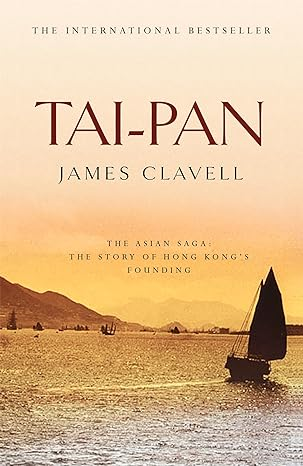 THE INTERNATIONAL BESTSELLER
TAI-PAN
JAMES CLAVELL
THE ASIAN SAGA:
THE STORY OF HONG KONG'S
FOUNDING